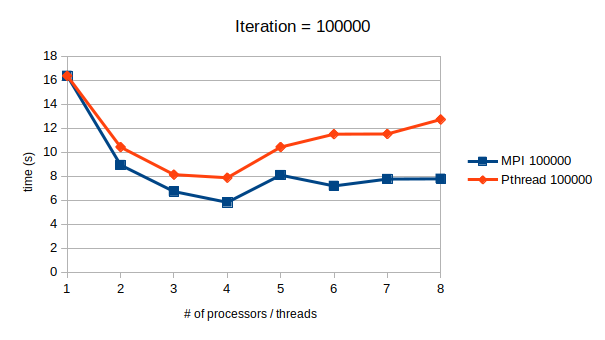 Iteration = 100000
18
16
14
12
10
8
6
4
2
0
time (s)
1 2 3 4 5 6 7 8
# of processors / threads
MPI 100000
Pthread 100000